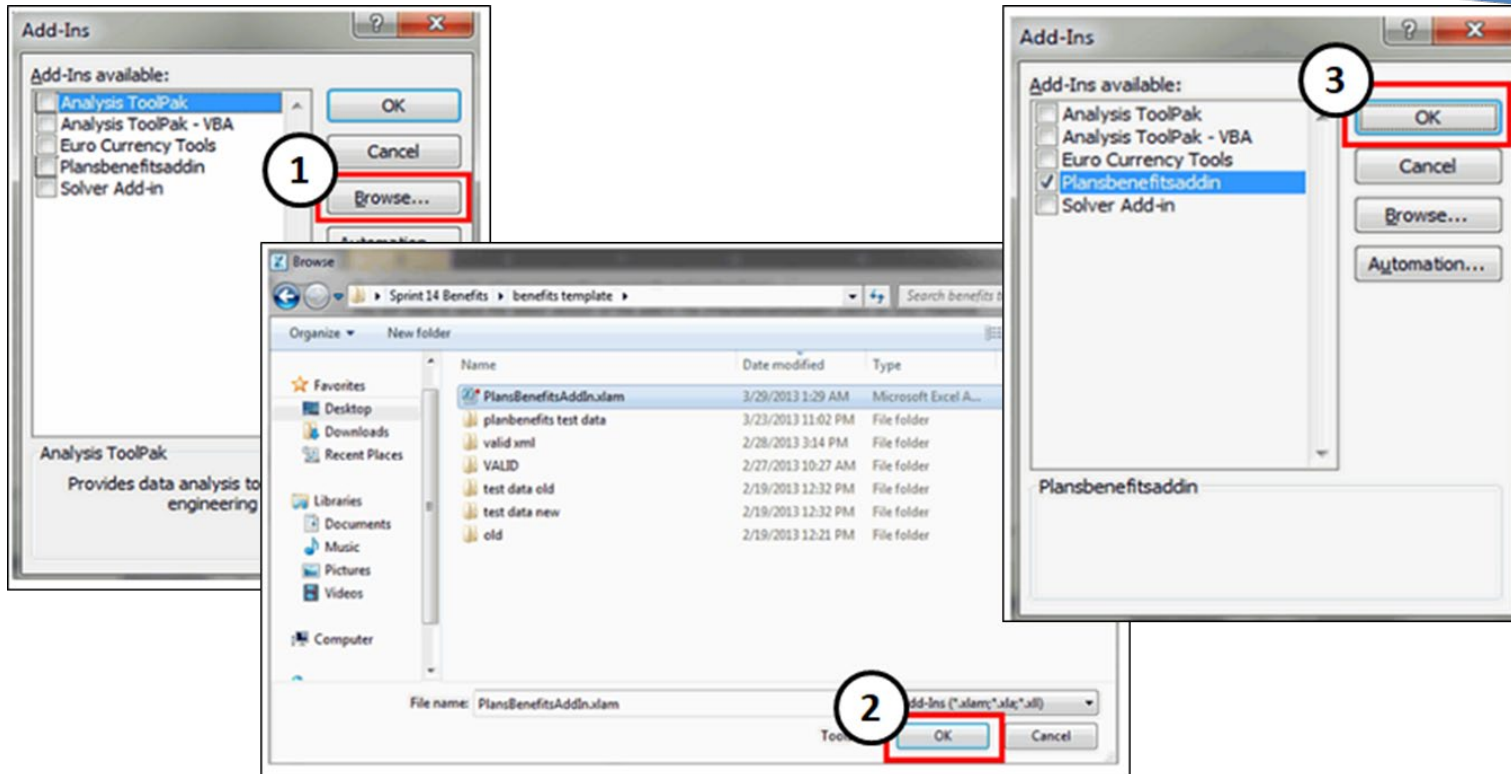 Add-Ins
Add-Ins available:
Analysis ToolPak
Analysis ToolPak - VBA
Euro Currency Tools
Plansbenefitsaddin
Solver Add-in
OK
Cancel
1
Browse...
Analysis ToolPak
Provides data analysis to
engineering
Browse
Sprint 14 Benefits
benefits template
Search benefits
Organize
New folder
Name
Date modified
Type
Favorites
Desktop
Downloads
Recent Places
Libraries
Documents
Music
Pictures
Videos
Computer
PlansBenefitsAddIn.xlam 3/29/2013 1:29 AM Microsoft Excel A...
planbenefits test data 3/23/2013 11:02 PM File folder
valid xml 2/28/2013 3:14 PM File folder
VALID 2/27/2013 10:27 AM File folder
test data old 2/19/2013 12:32 PM File folder
test data new 2/19/2013 12:32 PM File folder
old 2/19/2013 12:21 PM File folder
File name: PlansBenefitsAddIn.xlam
dd-Ins (*.xlam;*.xla;*.xll)
2
Too
OK
Cancel
Add-Ins
Add-Ins available:
Analysis ToolPak
Analysis ToolPak - VBA
Euro Currency Tools
Plansbenefitsaddin
Solver Add-in
3
OK
Cancel
Browse...
Automation...
Plansbenefitsaddin